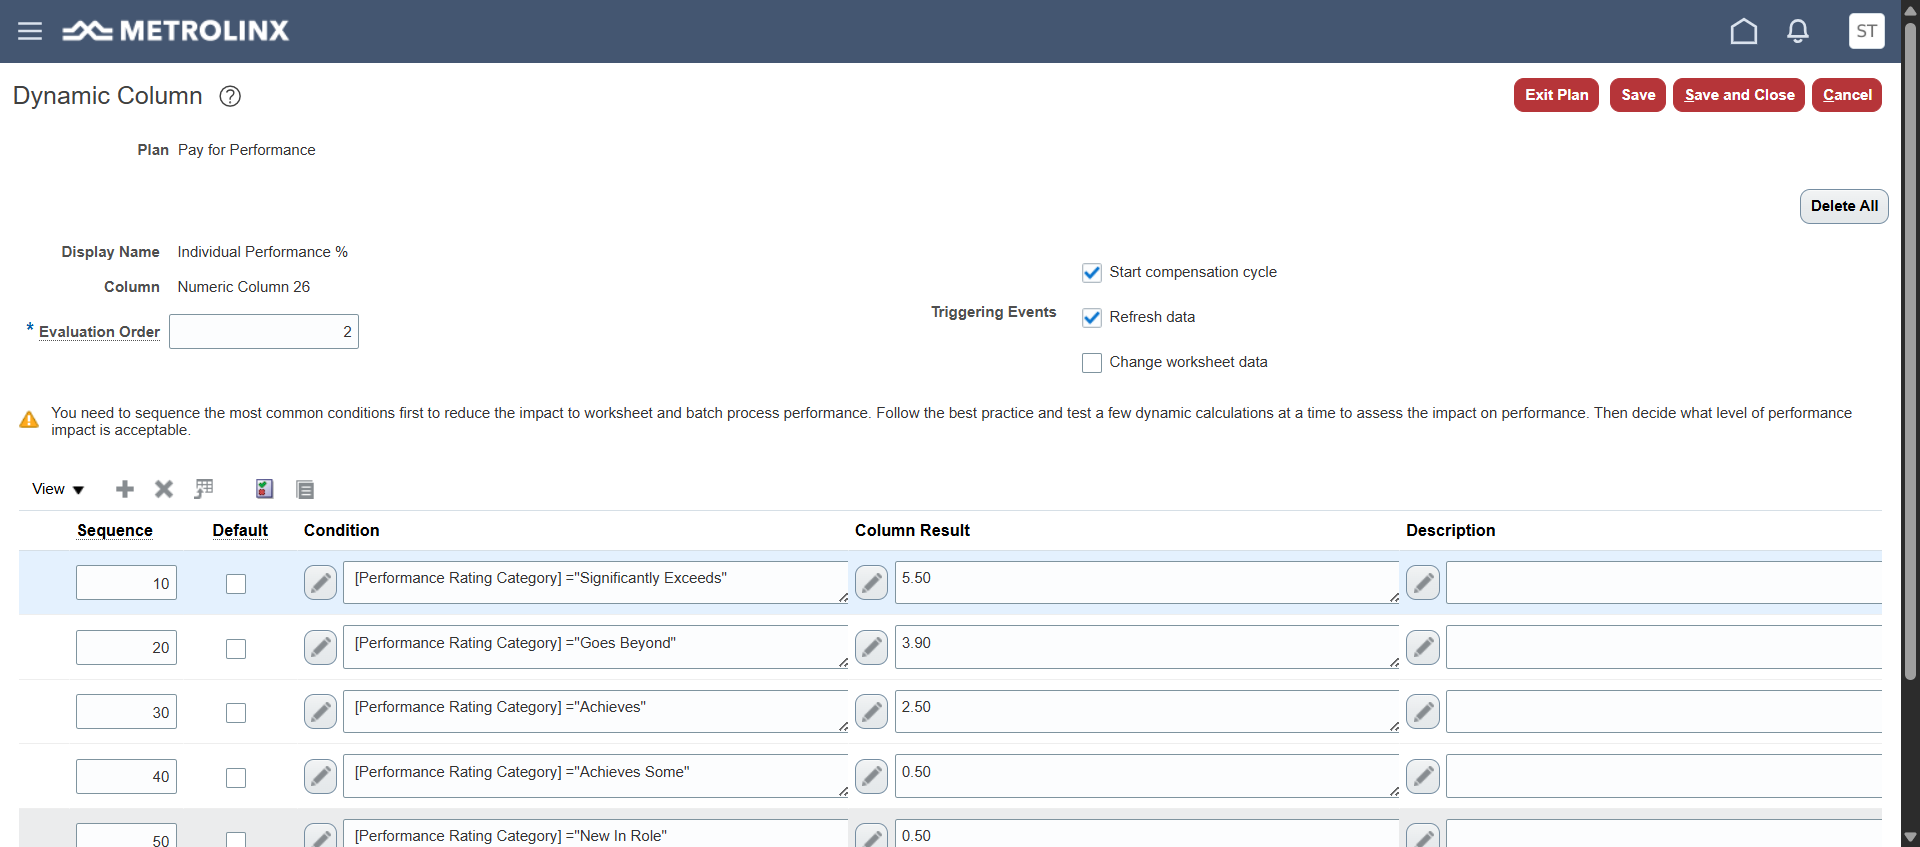 METROLINX
ST
Dynamic Column ?
Exit Plan Save Save and Close Cancel
Plan Pay for Performance
Delete All
Display Name Individual Performance %
Column Numeric Column 26
* Evaluation Order 2
Triggering Events
Start compensation cycle
Refresh data
Change worksheet data
You need to sequence the most common conditions first to reduce the impact to worksheet and batch process performance. Follow the best practice and test a few dynamic calculations at a time to assess the impact on performance. Then decide what level of performance
impact is acceptable.
View
Sequence Default Condition Column Result Description
10 [Performance Rating Category] ="Significantly Exceeds" 5.50
20 [Performance Rating Category] ="Goes Beyond" 3.90
30 [Performance Rating Category] ="Achieves" 2.50
40 [Performance Rating Category] ="Achieves Some" 0.50
50 [Performance Rating Category] ="New In Role" 0.50